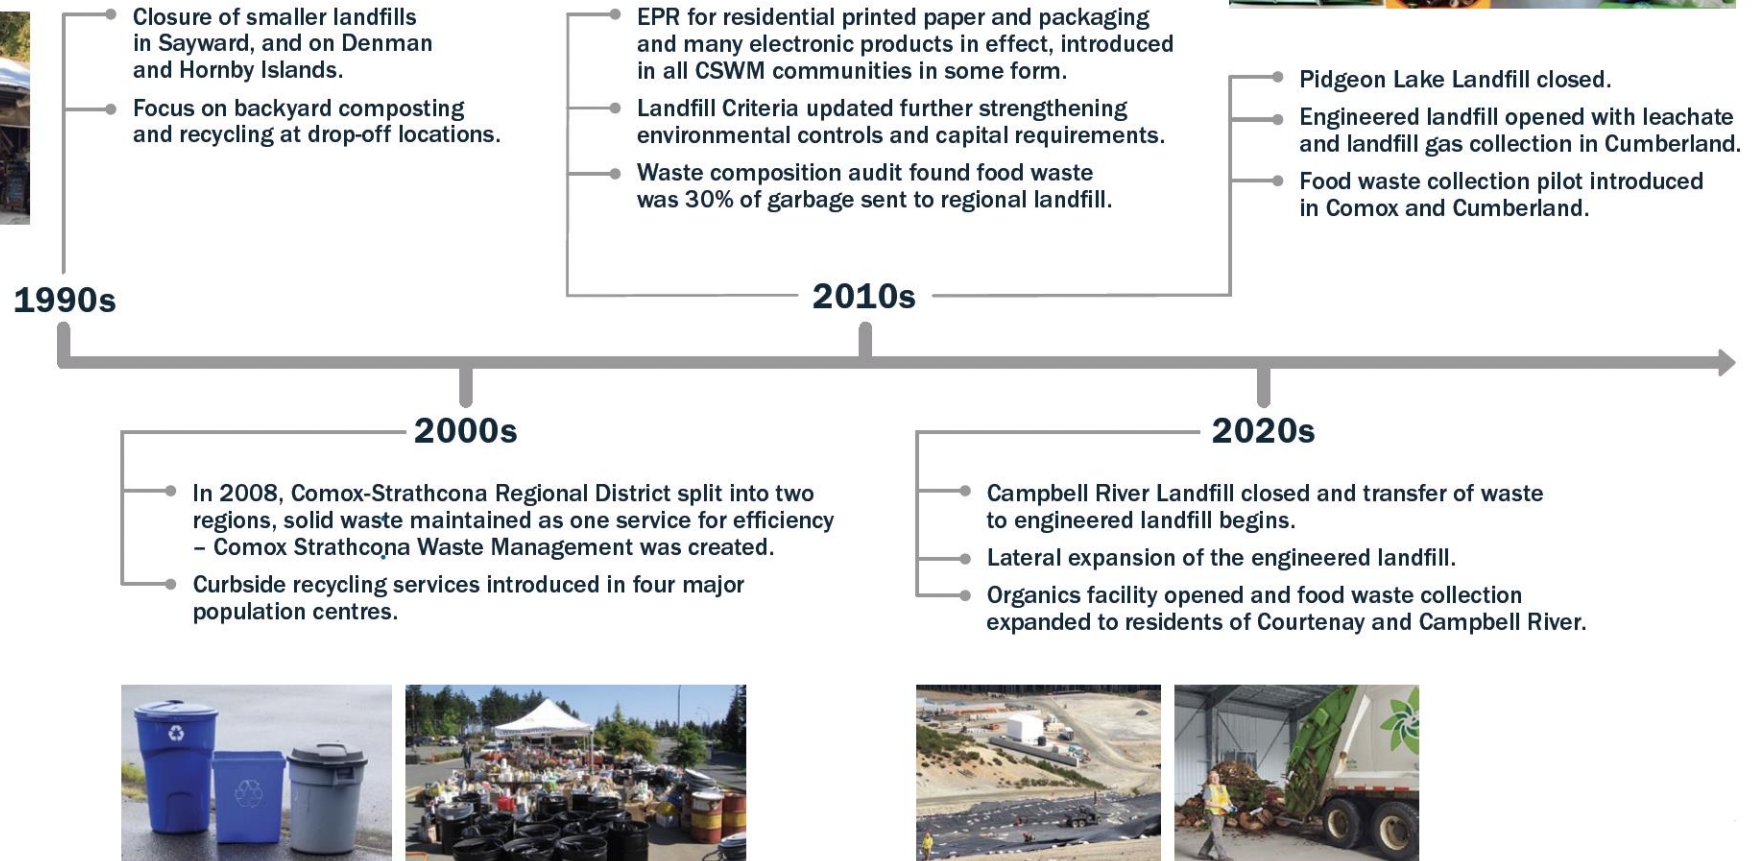 Closure of smaller landfills
in Sayward, and on Denman
and Hornby Islands.
Focus on backyard composting
and recycling at drop-off locations.
1990s
EPR for residential printed paper and packaging
and many electronic products in effect, introduced
in all CSWM communities in some form.
Landfill Criteria updated further strengthening
environmental controls and capital requirements.
Waste composition audit found food waste
was 30% of garbage sent to regional landfill.
2010s
Pidgeon Lake Landfill closed.
Engineered landfill opened with leachate
and landfill gas collection in Cumberland.
Food waste collection pilot introduced
in Comox and Cumberland.
2000s
In 2008, Comox-Strathcona Regional District split into two
regions, solid waste maintained as one service for efficiency
– Comox Strathcona Waste Management was created.
Curbside recycling services introduced in four major
population centres.
2020s
Campbell River Landfill closed and transfer of waste
to engineered landfill begins.
Lateral expansion of the engineered landfill.
Organics facility opened and food waste collection
expanded to residents of Courtenay and Campbell River.